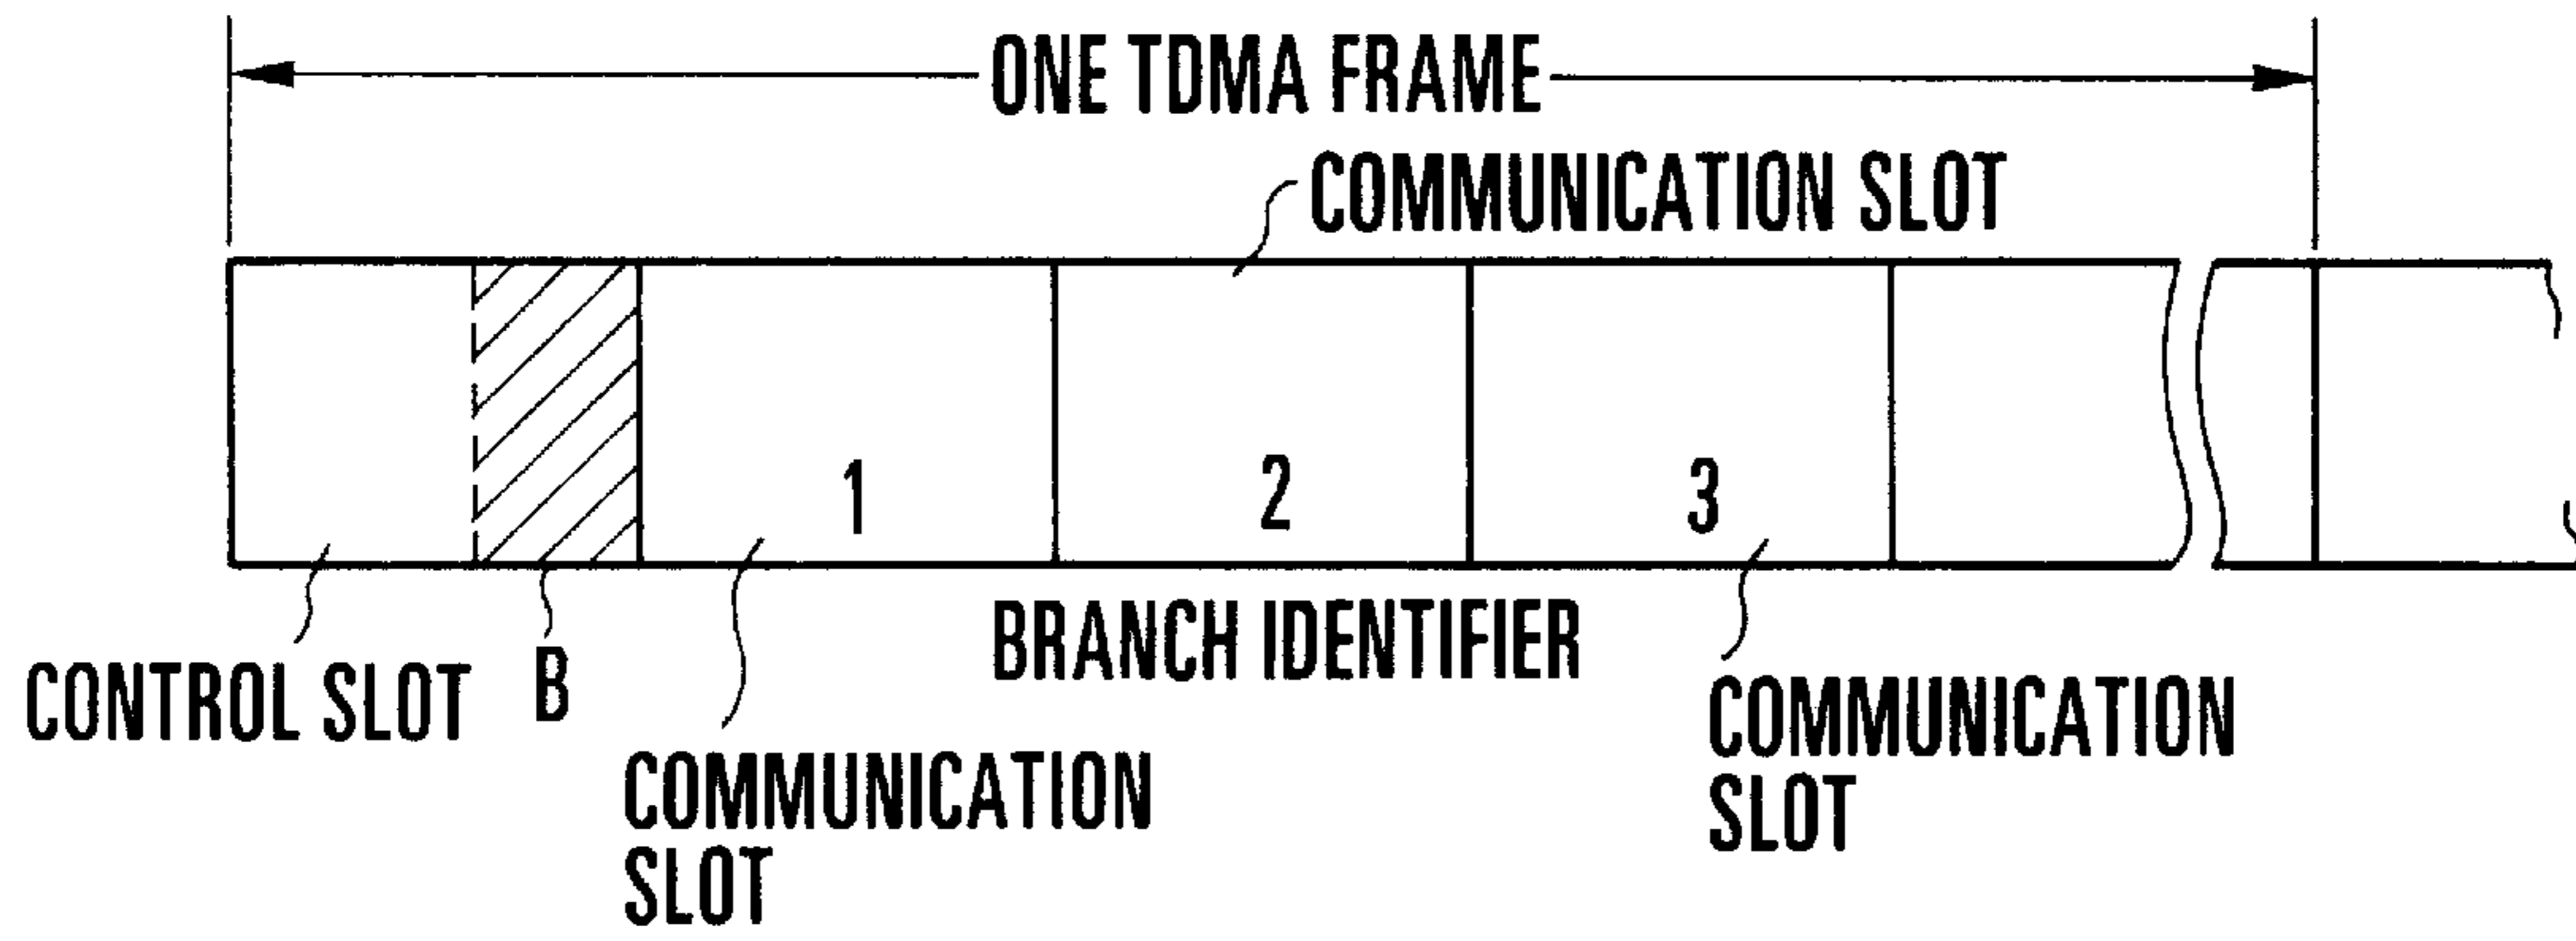 ONE TDMA FRAME
COMMUNICATION SLOT
1
2
3
BRANCH IDENTIFIER
CONTROL SLOT
B
COMMUNICATION
SLOT
COMMUNICATION
SLOT